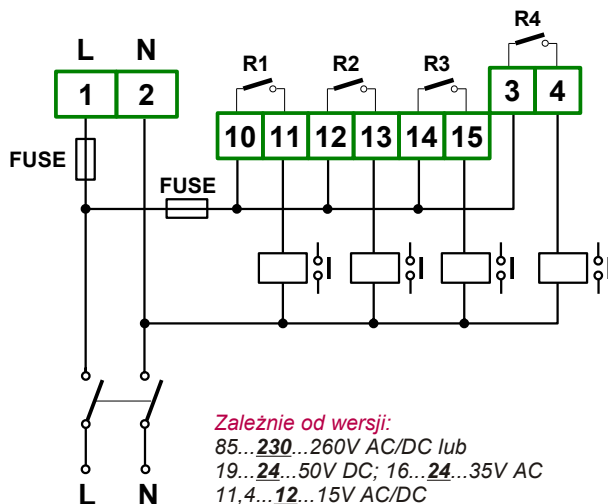 R4
L N
R1 R2 R3
1 2
3 4
10 11 12 13 14 15
FUSE
FUSE
Zależnie od wersji:
85...230...260V AC/DC lub
19...24...50V DC; 16...24...35V AC
11,4...12...15V AC/DC
L N